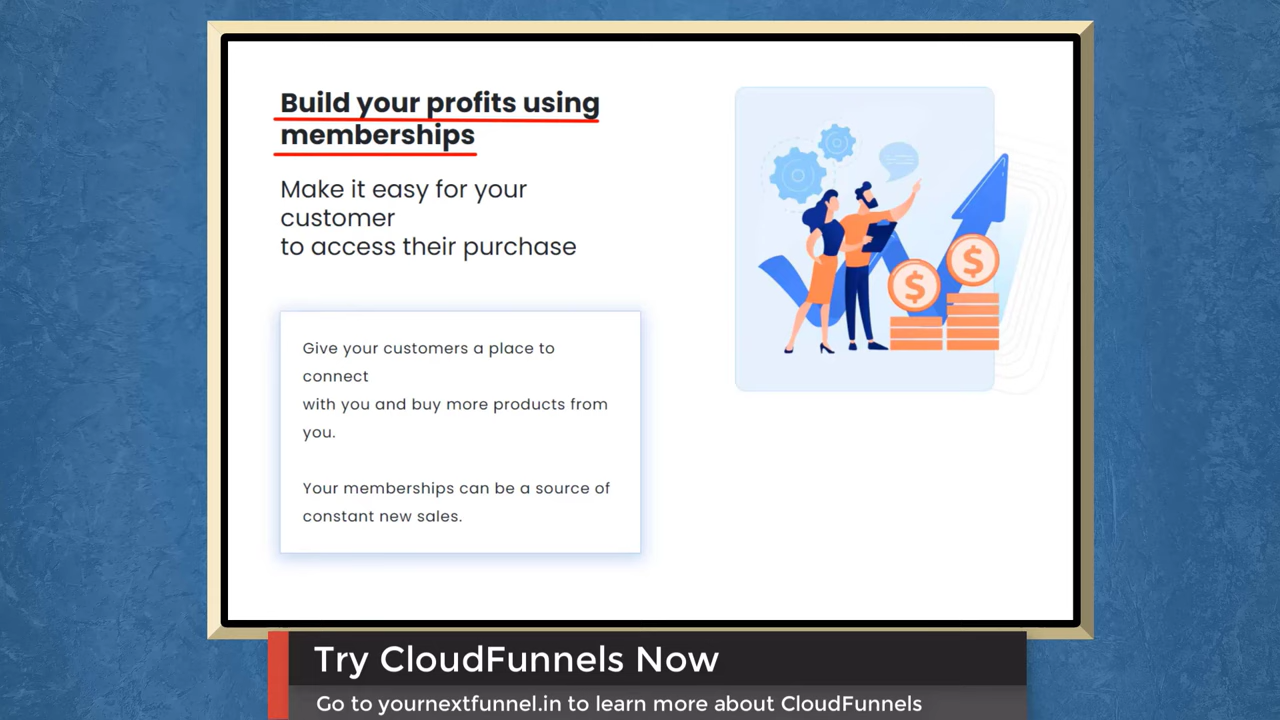 Build your profits using
memberships
Make it easy for your
customer
to access their purchase
Give your customers a place to
connect
with you and buy more products from
you.
Your memberships can be a source of
constant new sales.
$
$
Try CloudFunnels Now
Go to yournextfunnel.in to learn more about CloudFunnels